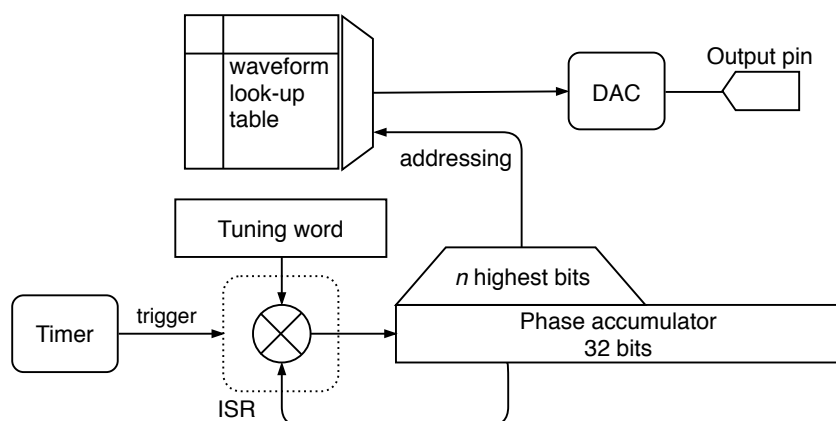 waveform
look-up
table
DAC
Output pin
addressing
Tuning word
n highest bits
Timer
trigger
Phase accumulator
32 bits
ISR